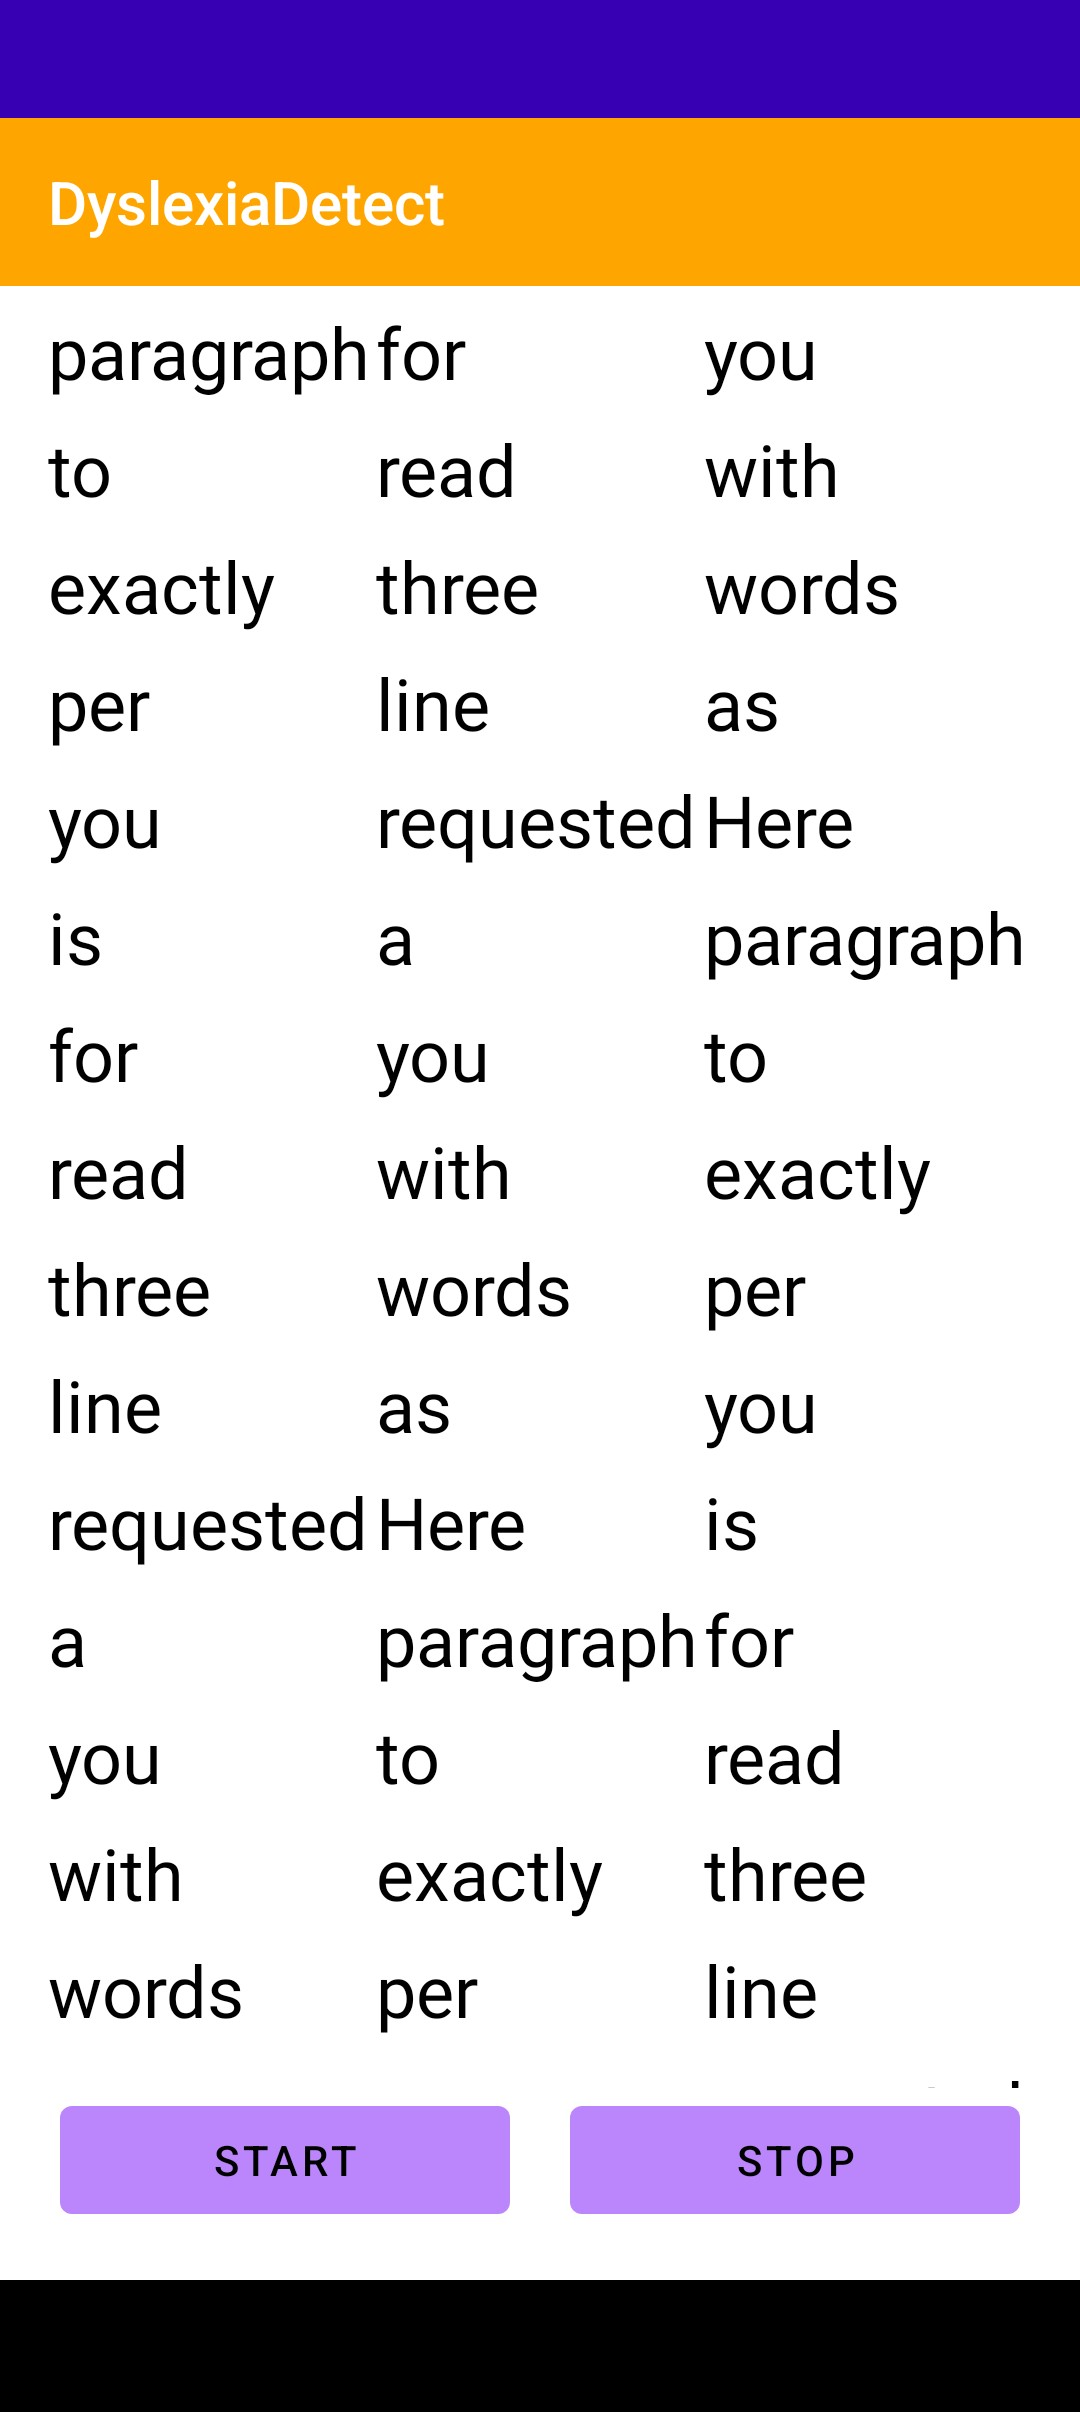 DyslexiaDetect
paragraph for you
to read with
exactly three words
per line as
you requested Here
is a paragraph
for you to
read with exactly
three words per
line as you
requested Here is
a paragraph for
you to read
with exactly three
words per line
START STOP